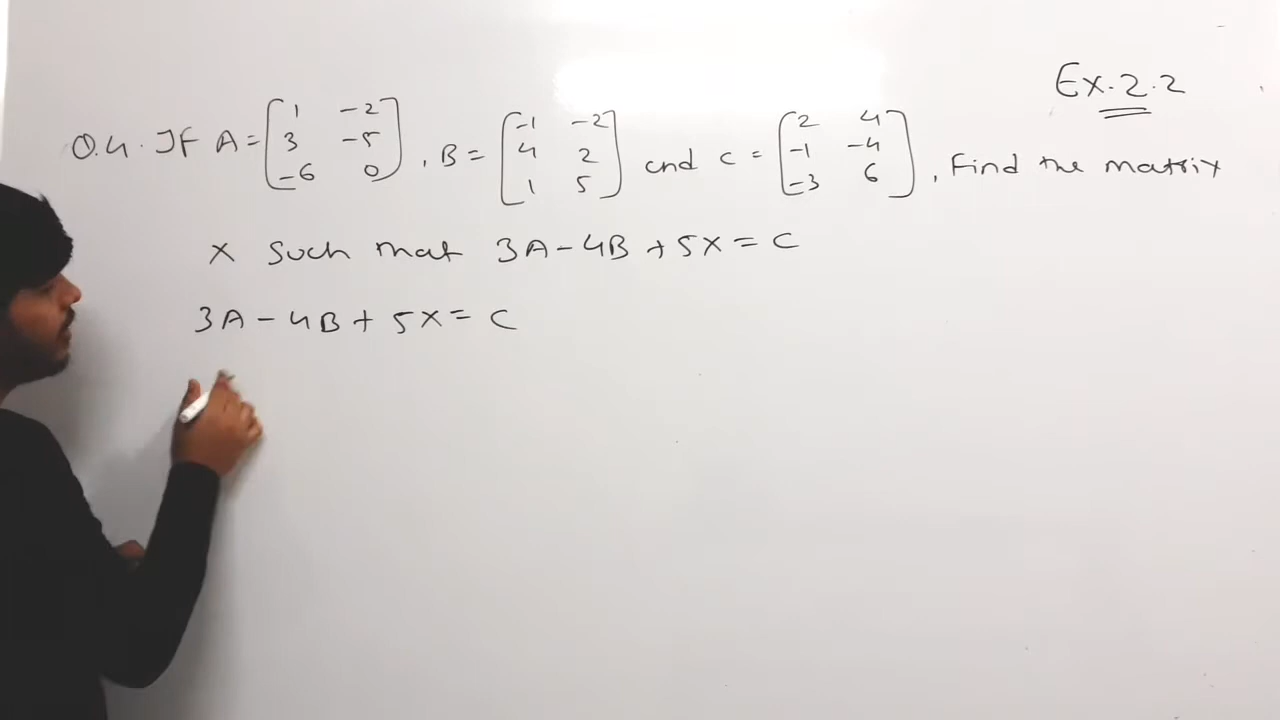 Ex. 2.2
Q.4. If A = [1 -2 3 -5 -6 0], B = [-1 -2 4 2 1 5] and C = [2 4 -1 -4 -3 6], Find the matrix
X Such that 3A - 4B + 5X = C
3A - 4B + 5X = C